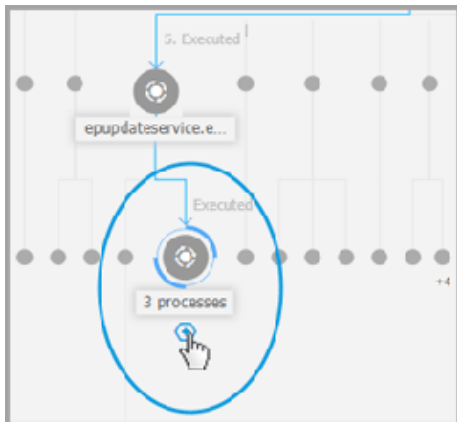 5. Executed
epupdateservice.e...
Executed
3 processes
+4